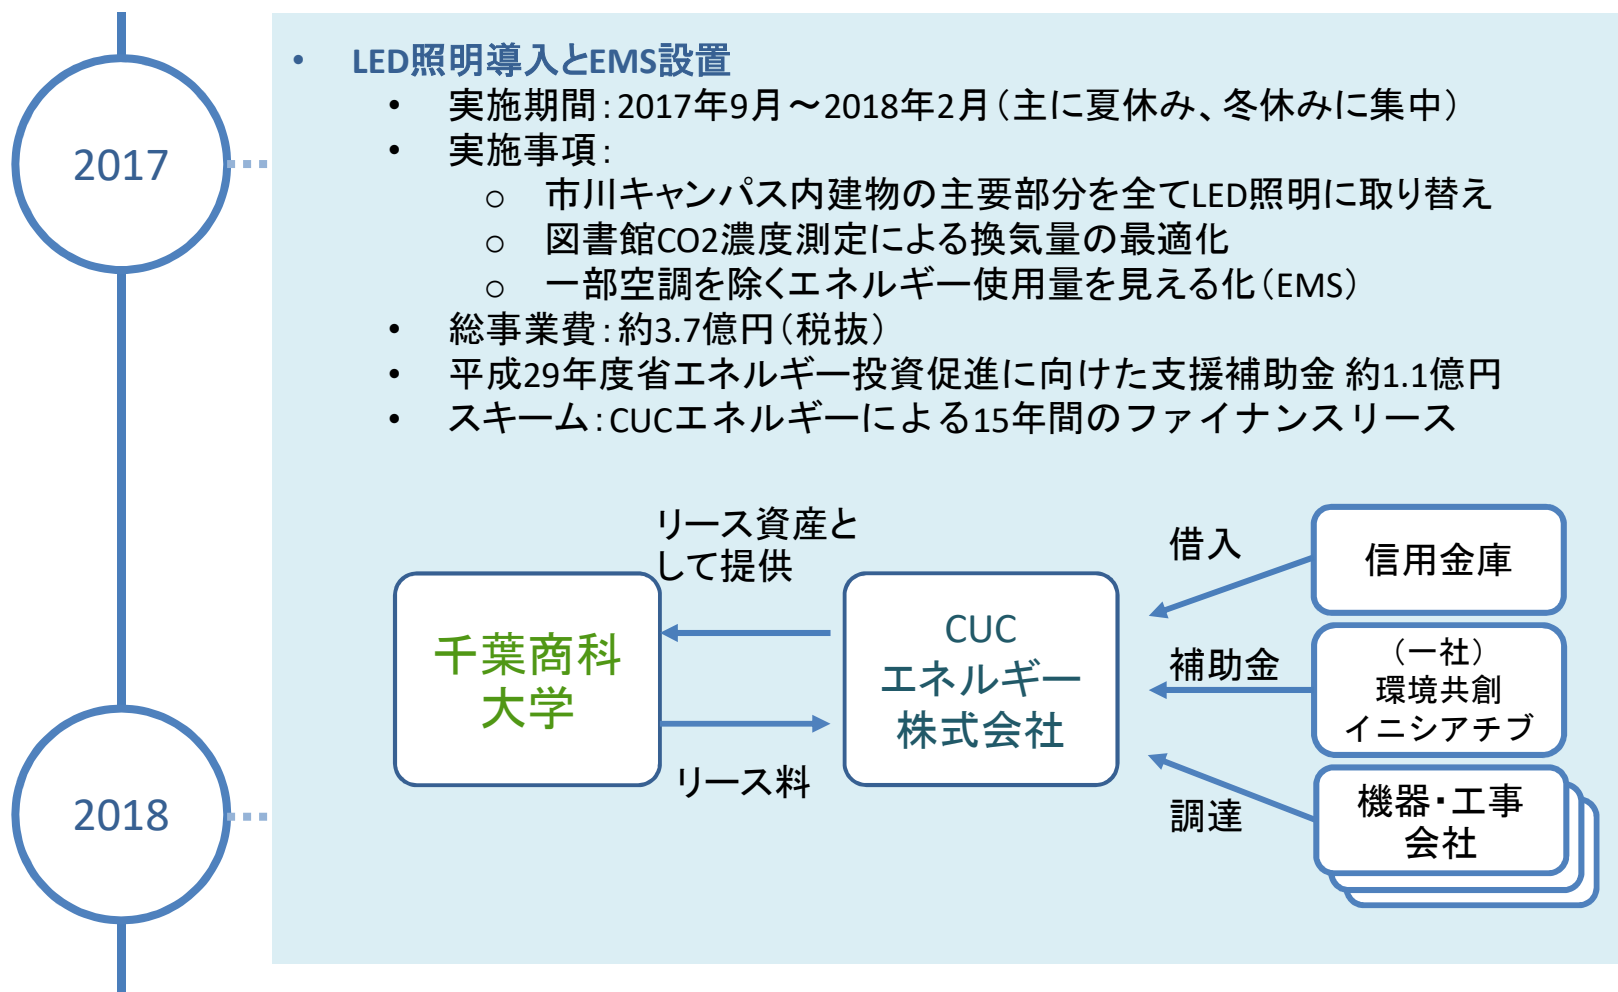 2017
• LED照明導入とEMS設置
• 実施期間：2017年9月～2018年2月（主に夏休み、冬休みに集中）
• 実施事項：
o 市川キャンパス内建物の主要部分を全てLED照明に取り替え
o 図書館CO2濃度測定による換気量の最適化
o 一部空調を除くエネルギー使用量を見える化（EMS）
• 総事業費：約3.7億円（税抜）
• 平成29年度省エネルギー投資促進に向けた支援補助金 約1.1億円
• スキーム：CUCエネルギーによる15年間のファイナンスリース
2018
千葉商科
大学
リース資産と
して提供
リース料
CUC
エネルギー
株式会社
借入
補助金
調達
信用金庫
（一社）
環境共創
イニシアチブ
機器・工事
会社